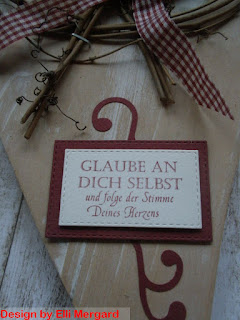 GLAUBE AN
DICH SELBST
und folge der Stimme
Deines Herzens
Design by Elli Mergard